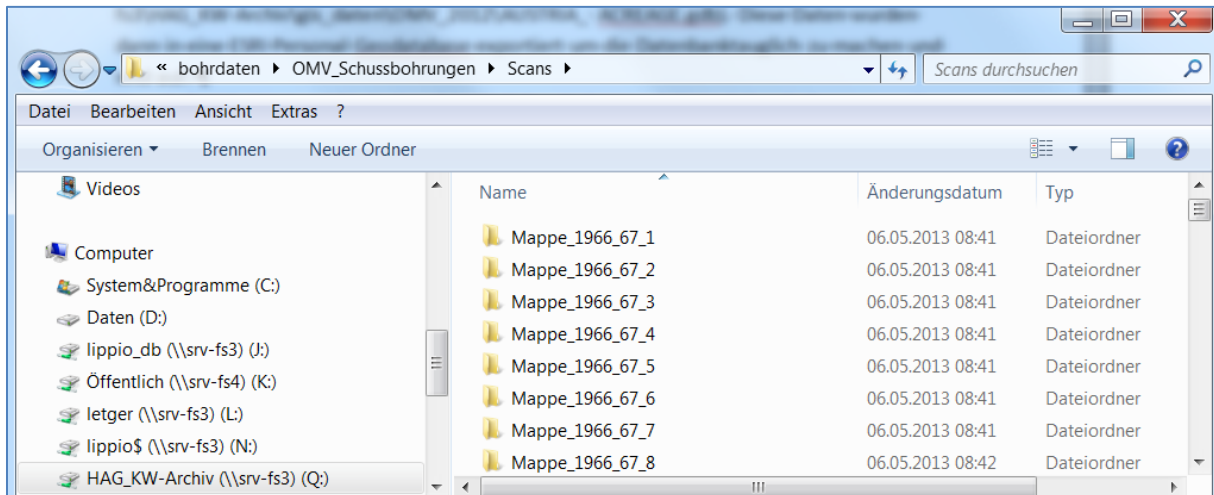 « bohrdaten ▸ OMV_Schussbohrungen ▸ Scans ▸ Scans durchsuchen
Datei Bearbeiten Ansicht Extras ?
Organisieren Brennen Neuer Ordner
Videos
Computer
System&Programme (C:)
Daten (D:)
lippio_db (\\srv-fs3) (J:)
Öffentlich (\\srv-fs4) (K:)
letger (\\srv-fs3) (L:)
lippio$ (\\srv-fs3) (N:)
HAG_KW-Archiv (\\srv-fs3) (Q:)
Name Änderungsdatum Typ
Mappe_1966_67_1 06.05.2013 08:41 Dateiordner
Mappe_1966_67_2 06.05.2013 08:41 Dateiordner
Mappe_1966_67_3 06.05.2013 08:41 Dateiordner
Mappe_1966_67_4 06.05.2013 08:41 Dateiordner
Mappe_1966_67_5 06.05.2013 08:41 Dateiordner
Mappe_1966_67_6 06.05.2013 08:41 Dateiordner
Mappe_1966_67_7 06.05.2013 08:41 Dateiordner
Mappe_1966_67_8 06.05.2013 08:42 Dateiordner